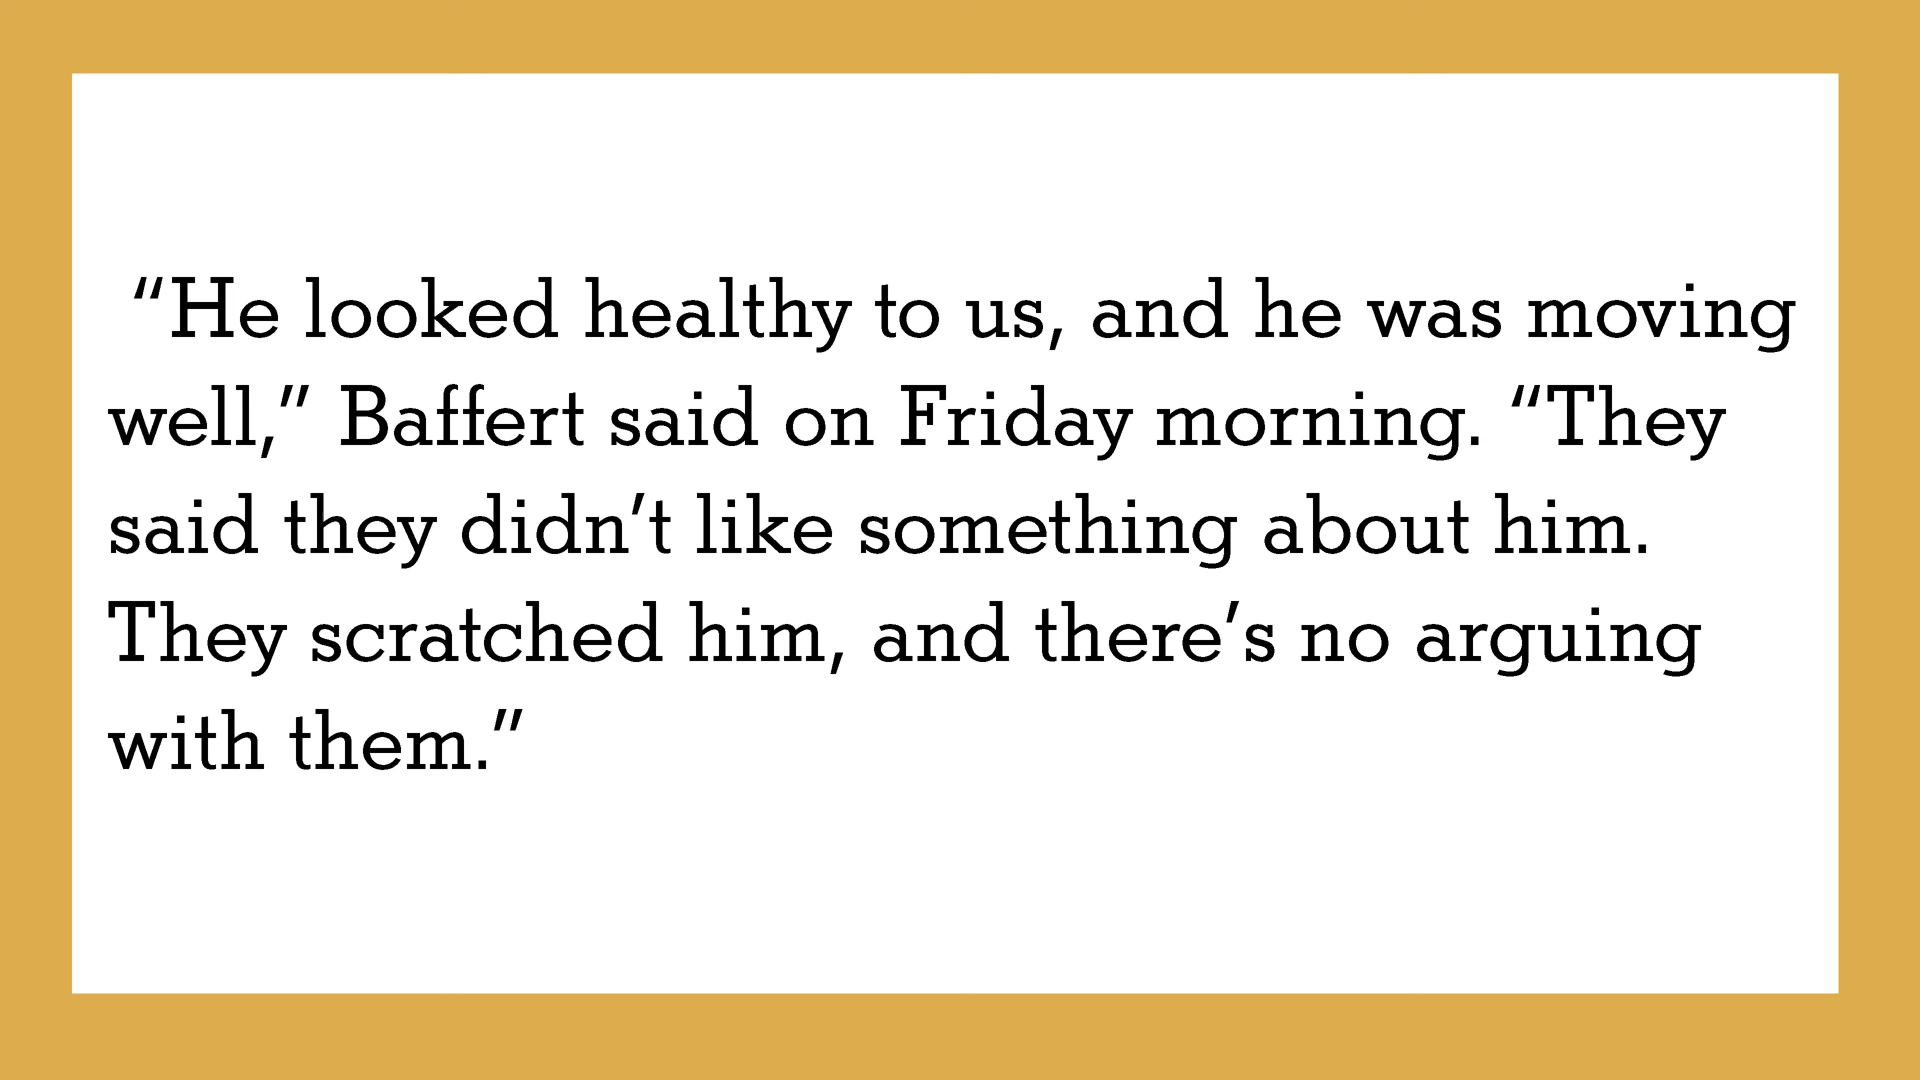 “He looked healthy to us, and he was moving
well,” Baffert said on Friday morning. “They
said they didn’t like something about him.
They scratched him, and there’s no arguing
with them.”